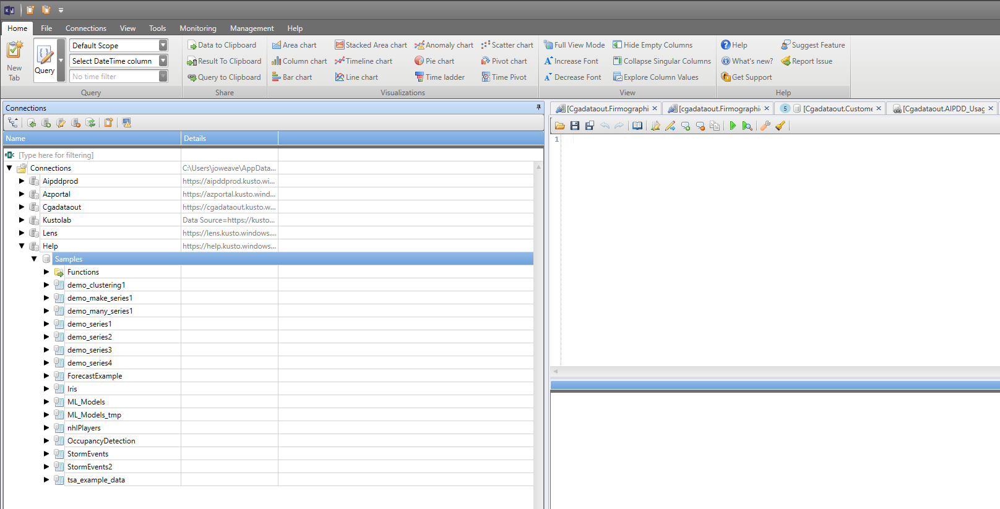 Home File Connections View Tools Monitoring Management Help
Default Scope
Data to Clipboard
Area chart Stacked Area chart Anomaly chart Scatter chart
Full View Mode Hide Empty Columns
Help Suggest Feature
New Tab
Query
Select DateTime column
Result To Clipboard
Column chart Timeline chart Pie chart Pivot chart
Increase Font Collapse Singular Columns
What's new? Report Issue
No time filter
Query to Clipboard
Bar chart Line chart Time ladder Time Pivot
Decrease Font Explore Column Values
Get Support
Query Share Visualizations View Help
Connections
[Cgadataout.Firmographi [cgadataout.Firmographic 5 [Cgadataout.Custome [Cgadataout.AIPDD_Usag
Name Details
1
ABC [Type here for filtering]
Connections C:\Users\joweave\AppData...
Aipddprod https://aipddprod.kusto.wi...
Azportal https://azportal.kusto.wind...
Cgadataout https://cgadataout.kusto.w...
Kustolab Data Source=https://kusto...
Lens https://lens.kusto.windows....
Help https://help.kusto.windows...
Samples
Functions
demo_clustering1
demo_make_series1
demo_many_series1
demo_series1
demo_series2
demo_series3
demo_series4
ForecastExample
Iris
ML_Models
ML_Models_tmp
nhlPlayers
OccupancyDetection
StormEvents
StormEvents2
tsa_example_data